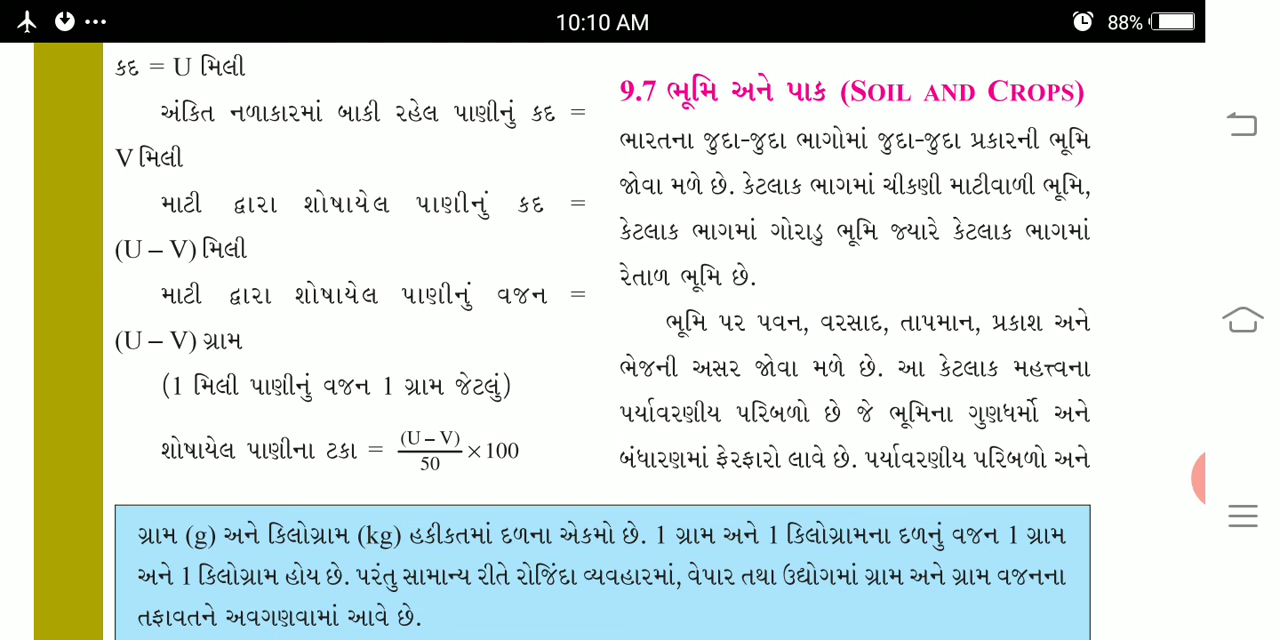 10:10 AM
88%
કદ = U મિલી
અંકિત નળાકારમાં બાકી રહેલ પાણીનું કદ =
V મિલી
માટી દ્વારા શોષાયેલ પાણીનું કદ =
(U – V) મિલી
માટી દ્વારા શોષાયેલ પાણીનું વજન =
(U – V) ગ્રામ
(1 મિલી પાણીનું વજન 1 ગ્રામ જેટલું)
શોષાયેલ પાણીના ટકા = (U – V)/50 × 100
9.7 ભૂમિ અને પાક (SOIL AND CROPS)
ભારતના જુદા-જુદા ભાગોમાં જુદા-જુદા પ્રકારની ભૂમિ
જોવા મળે છે. કેટલાક ભાગમાં ચીકણી માટીવાળી ભૂમિ,
કેટલાક ભાગમાં ગોરાડુ ભૂમિ જ્યારે કેટલાક ભાગમાં
રેતાળ ભૂમિ છે.
ભૂમિ પર પવન, વરસાદ, તાપમાન, પ્રકાશ અને
ભેજની અસર જોવા મળે છે. આ કેટલાક મહત્ત્વના
પર્યાવરણીય પરિબળો છે જે ભૂમિના ગુણધર્મો અને
બંધારણમાં ફેરફારો લાવે છે. પર્યાવરણીય પરિબળો અને
ગ્રામ (g) અને કિલોગ્રામ (kg) હકીકતમાં દળના એકમો છે. 1 ગ્રામ અને 1 કિલોગ્રામના દળનું વજન 1 ગ્રામ
અને 1 કિલોગ્રામ હોય છે. પરંતુ સામાન્ય રીતે રોજિંદા વ્યવહારમાં, વેપાર તથા ઉદ્યોગમાં ગ્રામ અને ગ્રામ વજનના
તફાવતને અવગણવામાં આવે છે.